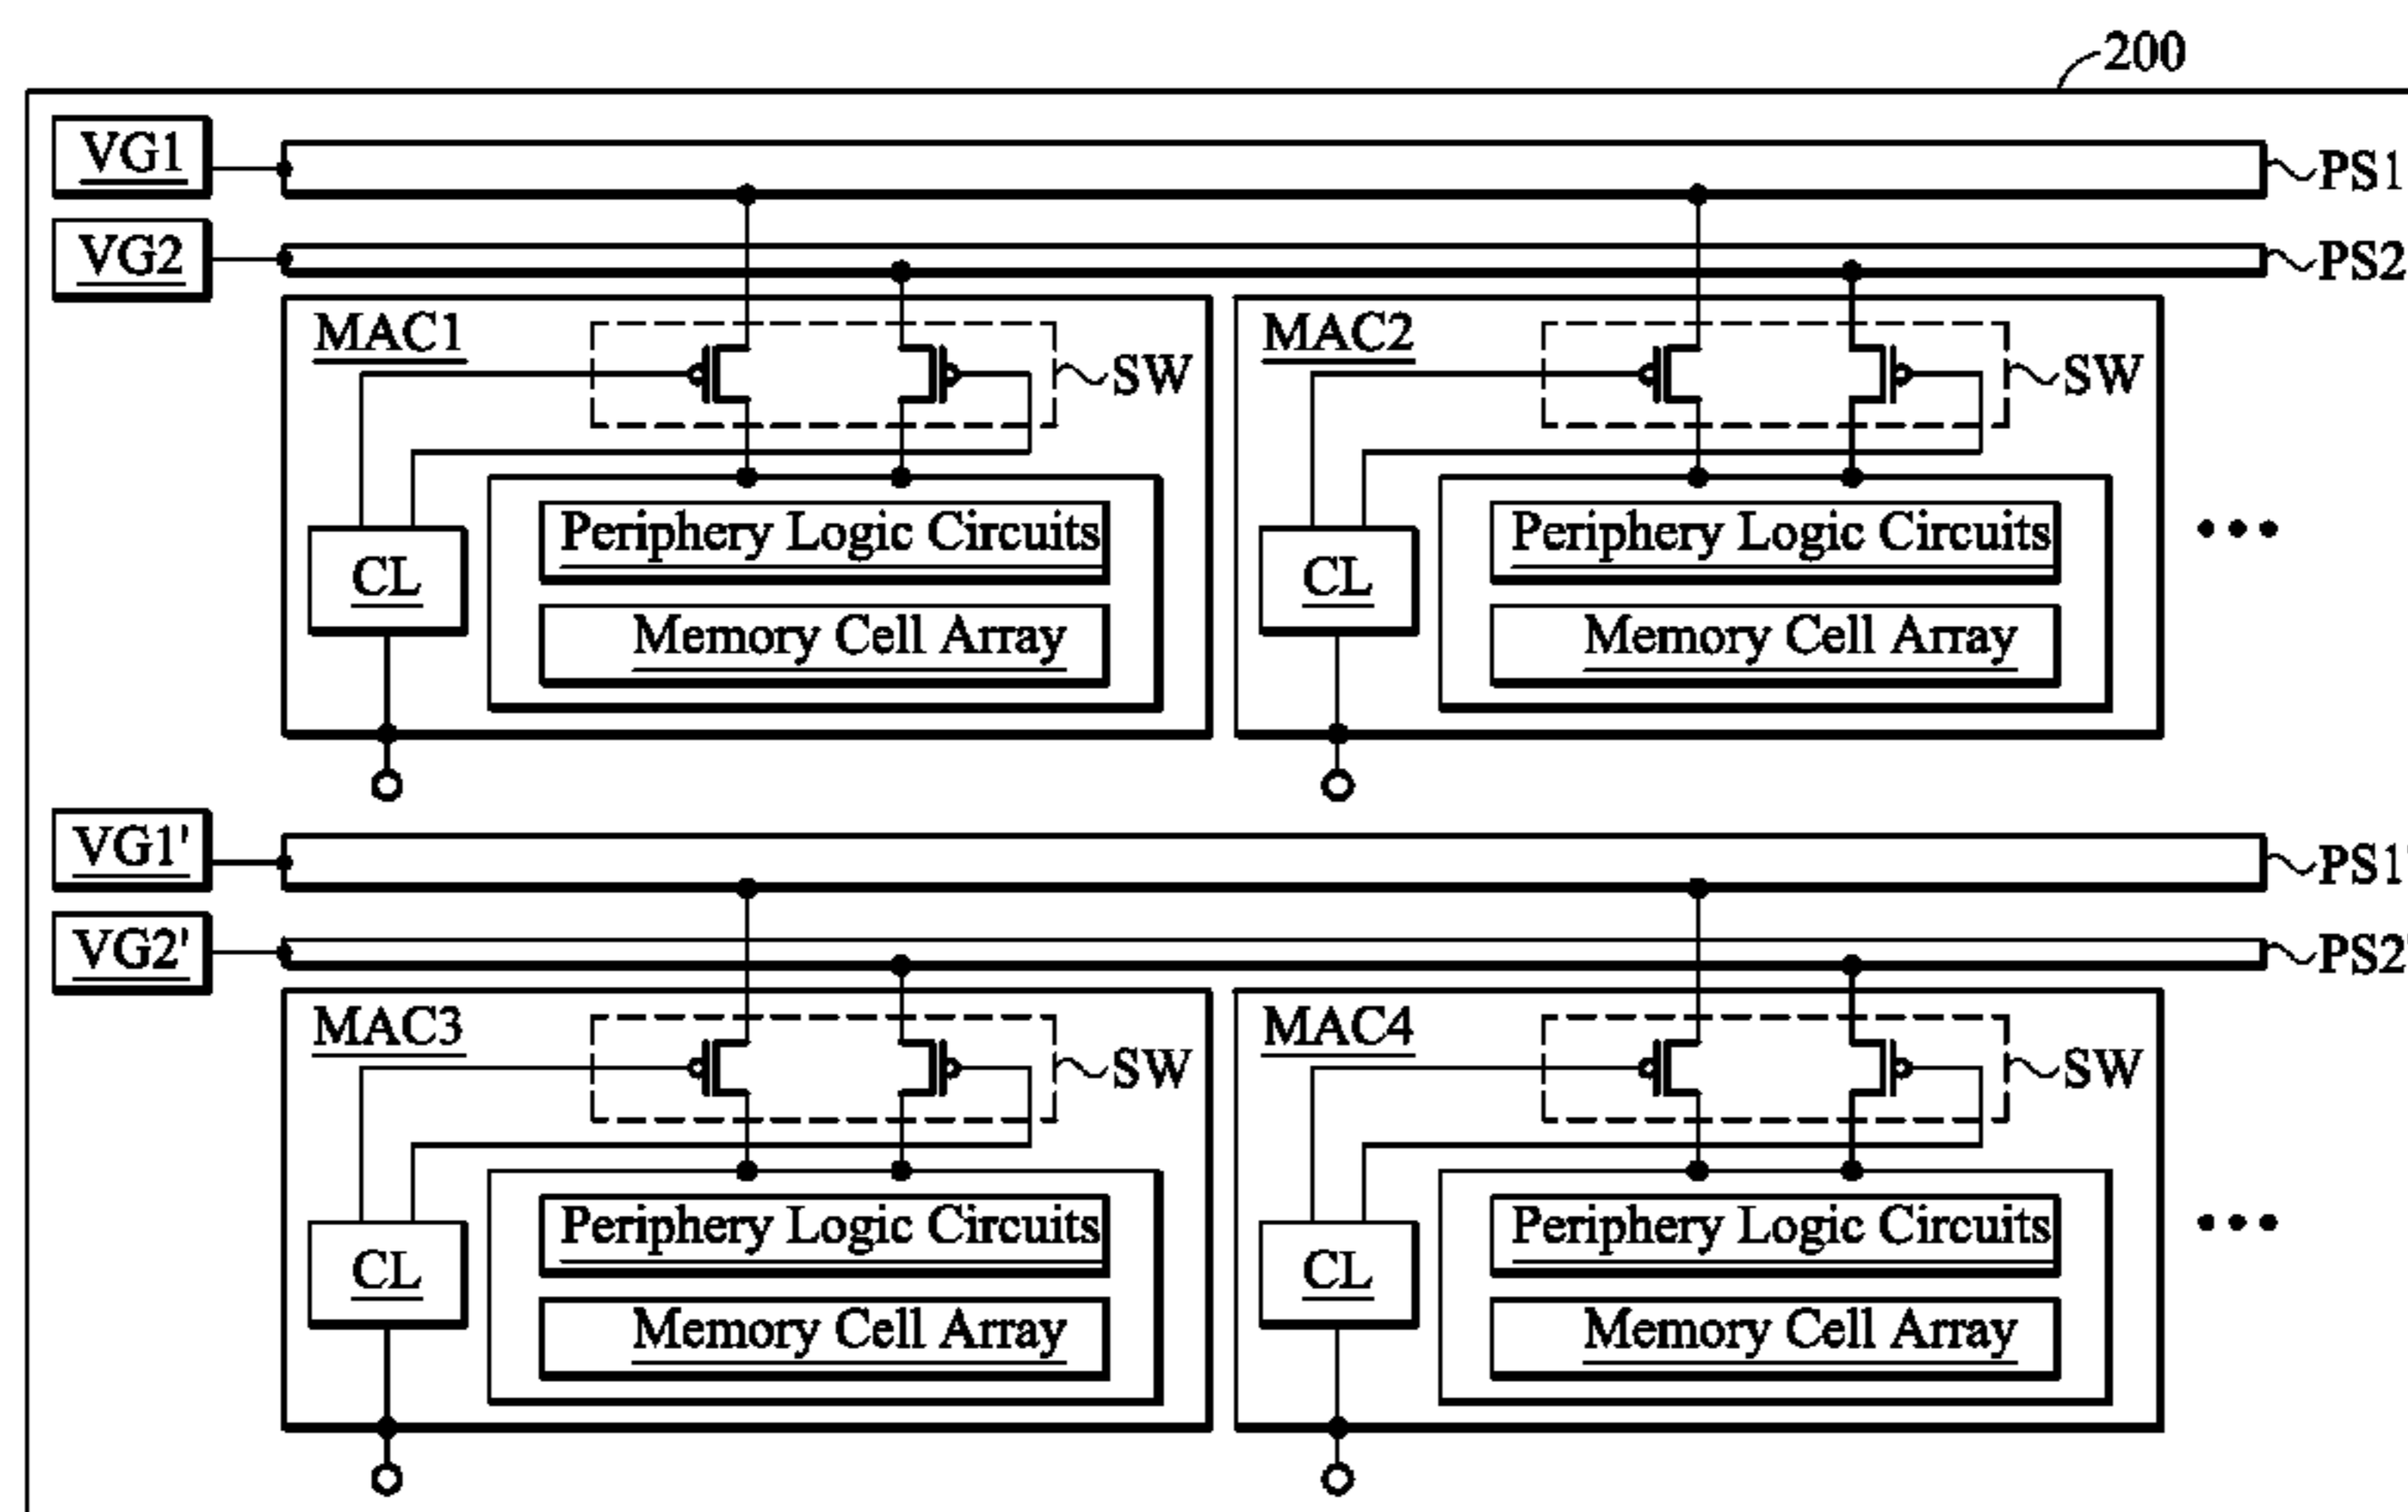 200
VG1
PS1
VG2
PS2
MAC1
SW
MAC2
SW
Periphery Logic Circuits
Periphery Logic Circuits
CL
CL
Memory Cell Array
Memory Cell Array
VG1'
PS1'
VG2'
PS2'
MAC3
SW
MAC4
SW
Periphery Logic Circuits
Periphery Logic Circuits
CL
CL
Memory Cell Array
Memory Cell Array